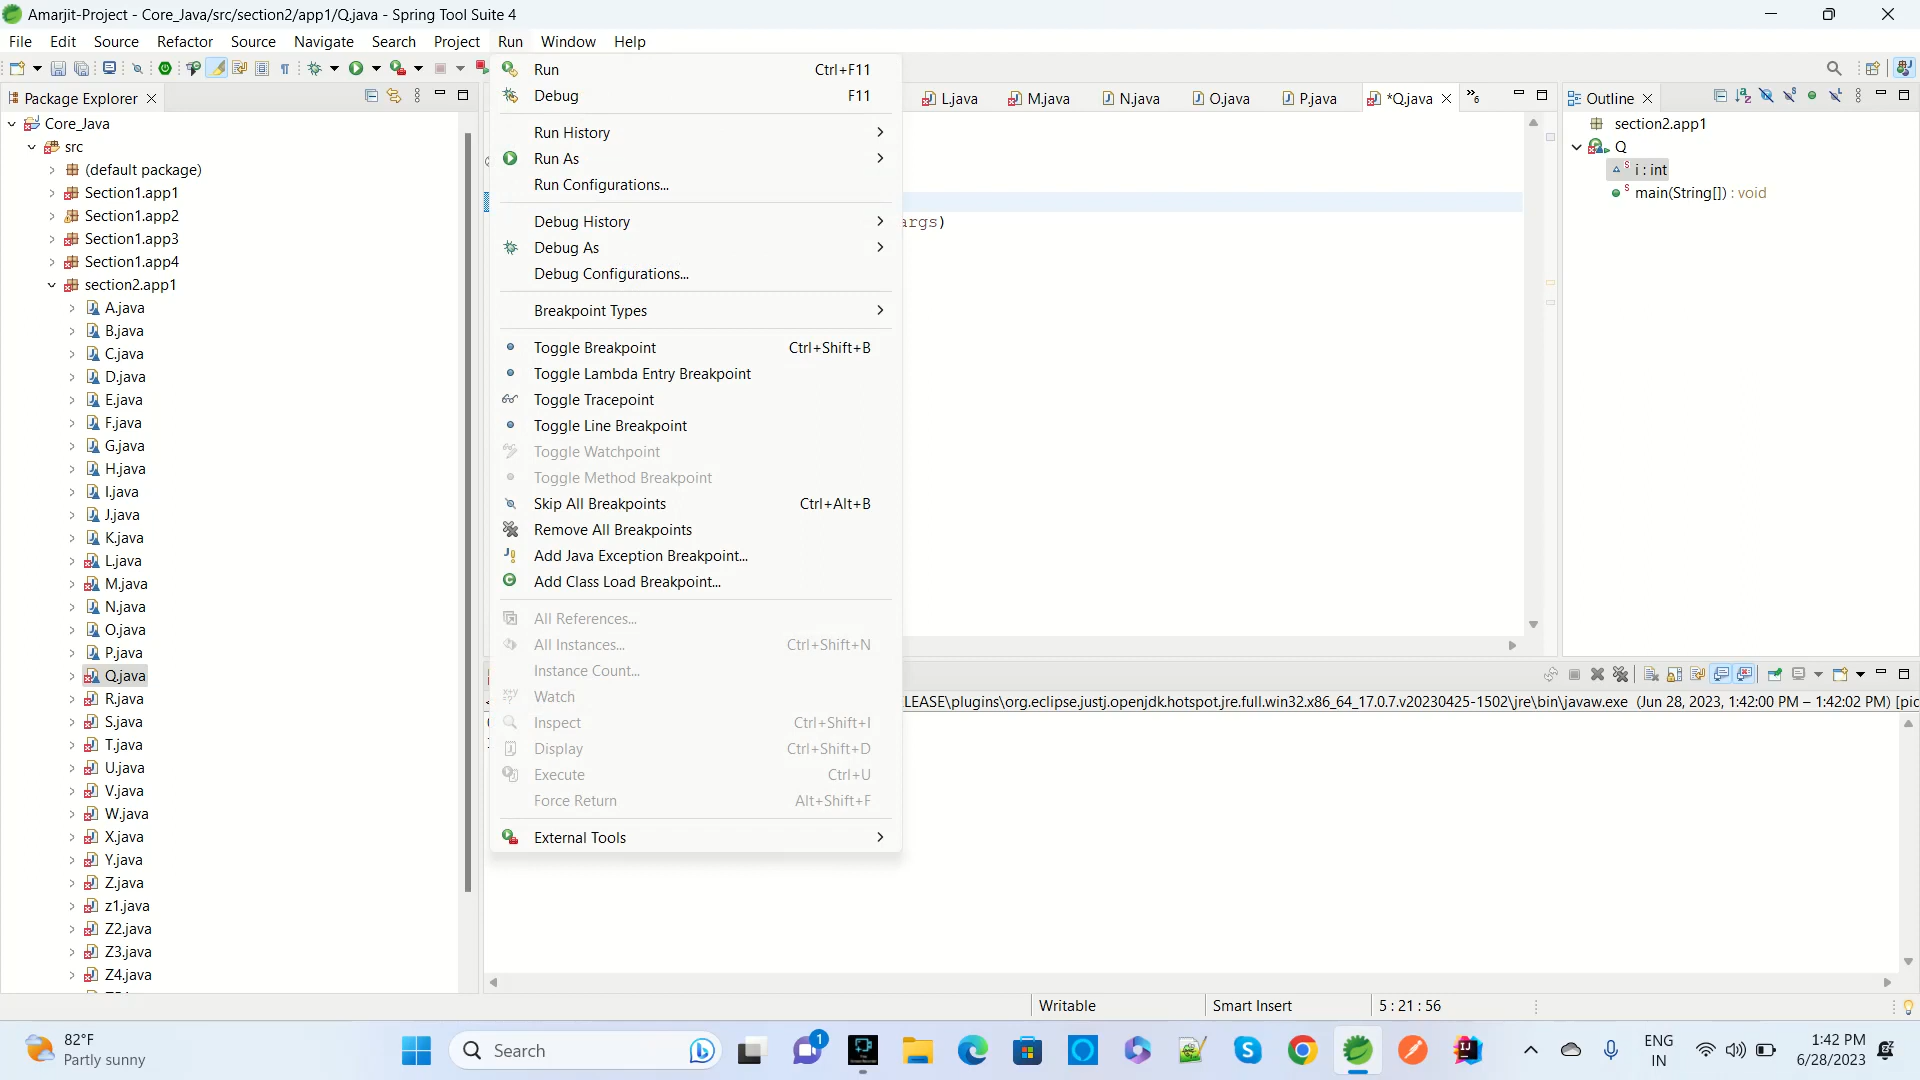 Amarjit-Project - Core_Java/src/section2/app1/Q.java - Spring Tool Suite 4
File Edit Source Refactor Source Navigate Search Project Run Window Help
Package Explorer
Core_Java
src
(default package)
Section1.app1
Section1.app2
Section1.app3
Section1.app4
section2.app1
A.java
B.java
C.java
D.java
E.java
F.java
G.java
H.java
I.java
J.java
K.java
L.java
M.java
N.java
O.java
P.java
Q.java
R.java
S.java
T.java
U.java
V.java
W.java
X.java
Y.java
Z.java
z1.java
Z2.java
Z3.java
Z4.java
Run Ctrl+F11
Debug F11
Run History
Run As
Run Configurations...
Debug History
Debug As
Debug Configurations...
Breakpoint Types
Toggle Breakpoint Ctrl+Shift+B
Toggle Lambda Entry Breakpoint
Toggle Tracepoint
Toggle Line Breakpoint
Toggle Watchpoint
Toggle Method Breakpoint
Skip All Breakpoints Ctrl+Alt+B
Remove All Breakpoints
Add Java Exception Breakpoint...
Add Class Load Breakpoint...
All References...
All Instances... Ctrl+Shift+N
Instance Count...
Watch
Inspect Ctrl+Shift+I
Display Ctrl+Shift+D
Execute Ctrl+U
Force Return Alt+Shift+F
External Tools
L.java M.java N.java O.java P.java *Q.java »6
args)
Outline
section2.app1
Q
i : int
main(String[]) : void
LEASE\plugins\org.eclipse.justj.openjdk.hotspot.jre.full.win32.x86_64_17.0.7.v20230425-1502\jre\bin\javaw.exe (Jun 28, 2023, 1:42:00 PM – 1:42:02 PM) [pic
Writable Smart Insert 5 : 21 : 56
82°F
Partly sunny
Search
1
ENG
IN
1:42 PM
6/28/2023